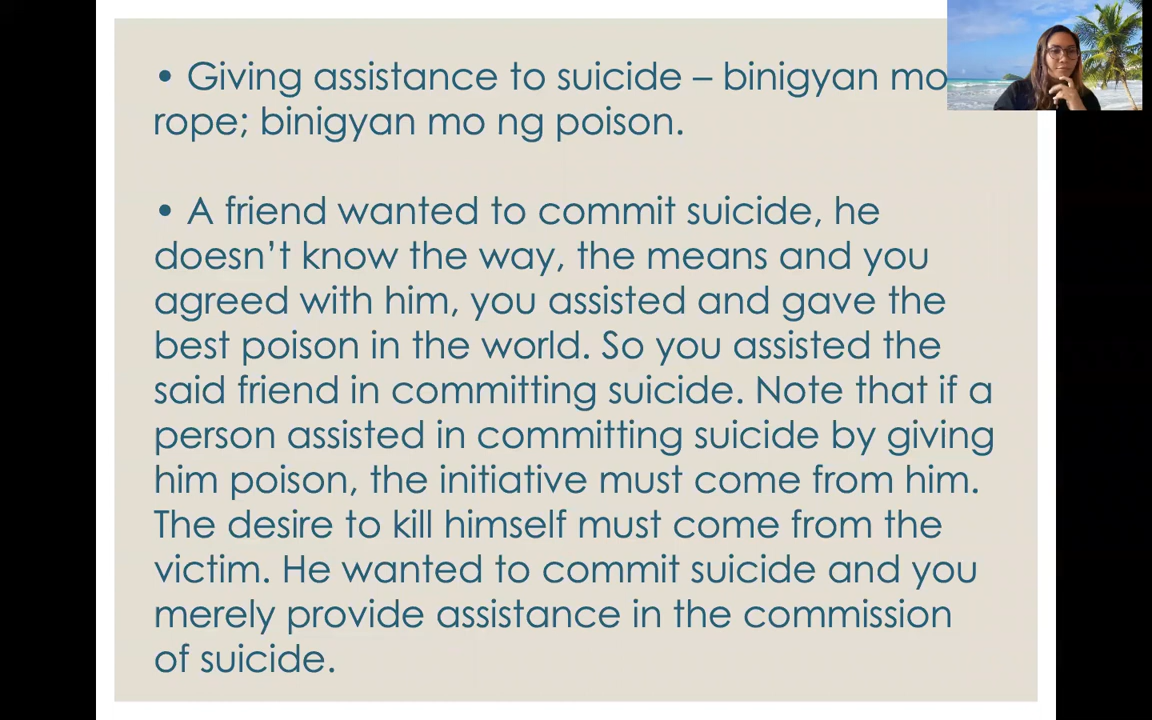 • Giving assistance to suicide – binigyan mo
rope; binigyan mo ng poison.
• A friend wanted to commit suicide, he
doesn’t know the way, the means and you
agreed with him, you assisted and gave the
best poison in the world. So you assisted the
said friend in committing suicide. Note that if a
person assisted in committing suicide by giving
him poison, the initiative must come from him.
The desire to kill himself must come from the
victim. He wanted to commit suicide and you
merely provide assistance in the commission
of suicide.